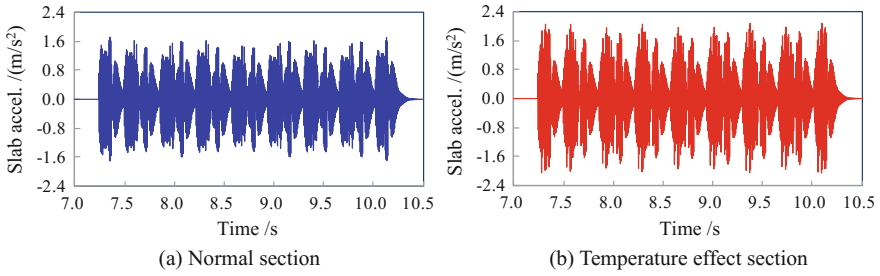 2.4
1.6
0.8
0.0
-0.8
-1.6
-2.4
Slab accel. /(m/s²)
7.0 7.5 8.0 8.5 9.0 9.5 10.0 10.5
Time /s
(a) Normal section
2.4
1.6
0.8
0.0
-0.8
-1.6
-2.4
Slab accel. /(m/s²)
7.0 7.5 8.0 8.5 9.0 9.5 10.0 10.5
Time /s
(b) Temperature effect section